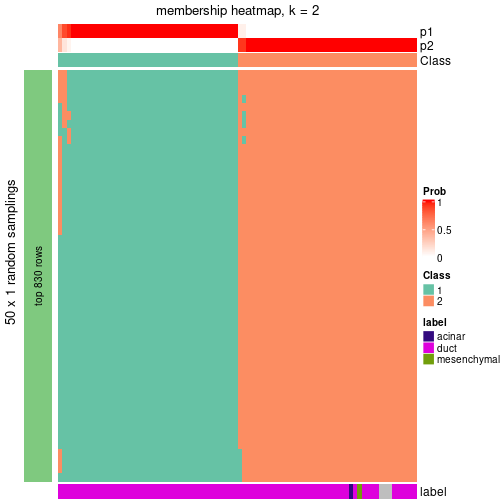 membership heatmap, k = 2
p1
p2
Class
50 x 1 random samplings
top 830 rows
Prob
1
0.5
0
Class
1
2
label
acinar
duct
mesenchymal
label